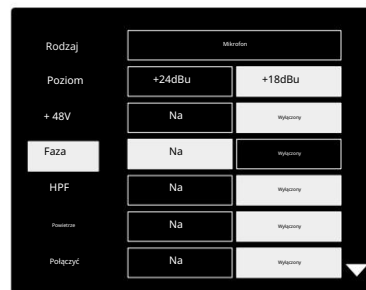 Rodzaj Mikrofon
Poziom +24dBu +18dBu
+ 48V Na Wyłączony
Faza Na Wyłączony
HPF Na Wyłączony
Powietrze Na Wyłączony
Połączyć Na Wyłączony